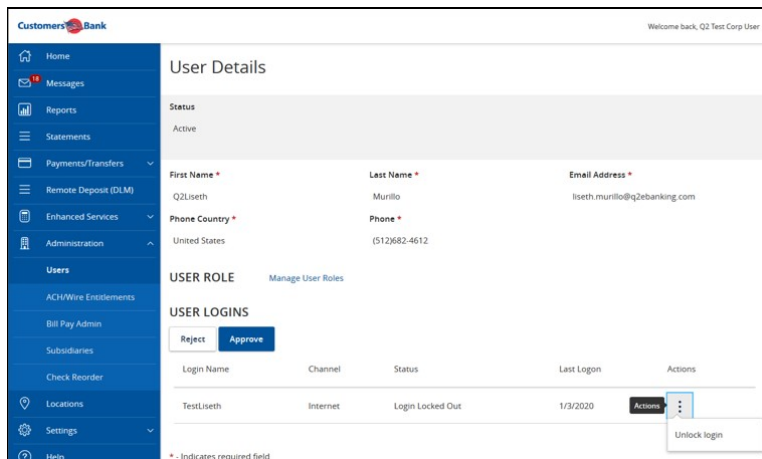 Customers Bank
Welcome back, Q2 Test Corp User
Home
18
Messages
Reports
Statements
Payments/Transfers
Remote Deposit (DLM)
Enhanced Services
Administration
Users
ACH/Wire Entitlements
Bill Pay Admin
Subsidiaries
Check Reorder
Locations
Settings
Help
User Details
Status
Active
First Name * Last Name * Email Address *
Q2Liseth Murillo liseth.murillo@q2ebanking.com
Phone Country * Phone *
United States (512)682-4612
USER ROLE Manage User Roles
USER LOGINS
Reject Approve
Login Name Channel Status Last Logon Actions
TestLiseth Internet Login Locked Out 1/3/2020 Actions
Unlock login
* - Indicates required field